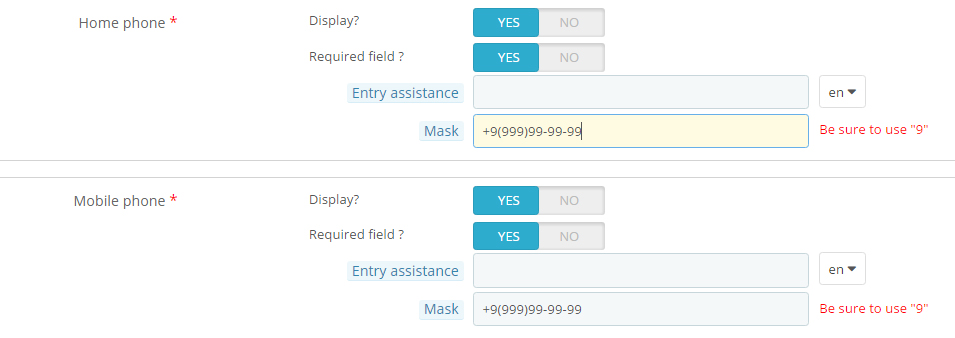 Home phone * Display? YES NO
Required field ? YES NO
Entry assistance en
Mask +9(999)99-99-99 Be sure to use "9"
Mobile phone * Display? YES NO
Required field ? YES NO
Entry assistance en
Mask +9(999)99-99-99 Be sure to use "9"